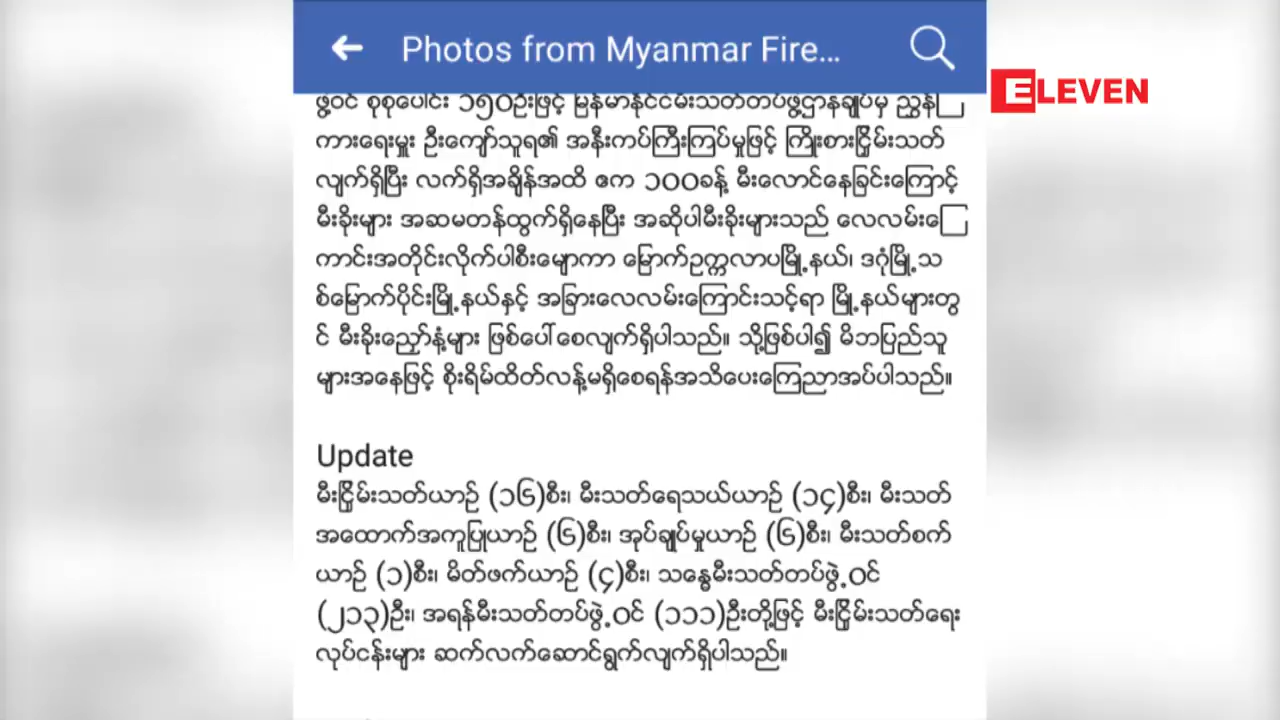 Photos from Myanmar Fire...
ELEVEN
ဖွဲ့ဝင် စုစုပေါင်း ၁၅၀ဦးဖြင့် မြန်မာနိုင်ငံမီးသတ်တပ်ဖွဲ့ဌာနချုပ်မှ ညွှန်ကြ
ကားရေးမှူး ဦးကျော်သူရ၏ အနီးကပ်ကြီးကြပ်မှုဖြင့် ကြိုးစားငြှိမ်းသတ်
လျက်ရှိပြီး လက်ရှိအချိန်အထိ ဧက ၁၀၀ခန့် မီးလောင်နေခြင်းကြောင့်
မီးခိုးများ အဆမတန်ထွက်ရှိနေပြီး အဆိုပါမီးခိုးများသည် လေလမ်းကြေ
ကာင်းအတိုင်းလိုက်ပါစီးမျောကာ မြောက်ဥက္ကလာပမြို့နယ်၊ ဒဂုံမြို့သ
စ်မြောက်ပိုင်းမြို့နယ်နှင့် အခြားလေလမ်းကြောင်းသင့်ရာ မြို့နယ်များတွ
င် မီးခိုးညှော်နံ့များ ဖြစ်ပေါ်စေလျက်ရှိပါသည်။ သို့ဖြစ်ပါ၍ မိဘပြည်သူ
များအနေဖြင့် စိုးရိမ်ထိတ်လန့်မရှိစေရန်အသိပေးကြေညာအပ်ပါသည်။
Update
မီးငြှိမ်းသတ်ယာဉ် (၁၆)စီး၊ မီးသတ်ရေသယ်ယာဉ် (၁၄)စီး၊ မီးသတ်
အထောက်အကူပြုယာဉ် (၆)စီး၊ အုပ်ချုပ်မှုယာဉ် (၆)စီး၊ မီးသတ်စက်
ယာဉ် (၁)စီး၊ မိတ်ဖက်ယာဉ် (၄)စီး၊ သန္ဓေမီးသတ်တပ်ဖွဲ့ဝင်
(၂၁၃)ဦး၊ အရန်မီးသတ်တပ်ဖွဲ့ဝင် (၁၁၁)ဦးတို့ဖြင့် မီးငြှိမ်းသတ်ရေး
လုပ်ငန်းများ ဆက်လက်ဆောင်ရွက်လျက်ရှိပါသည်။